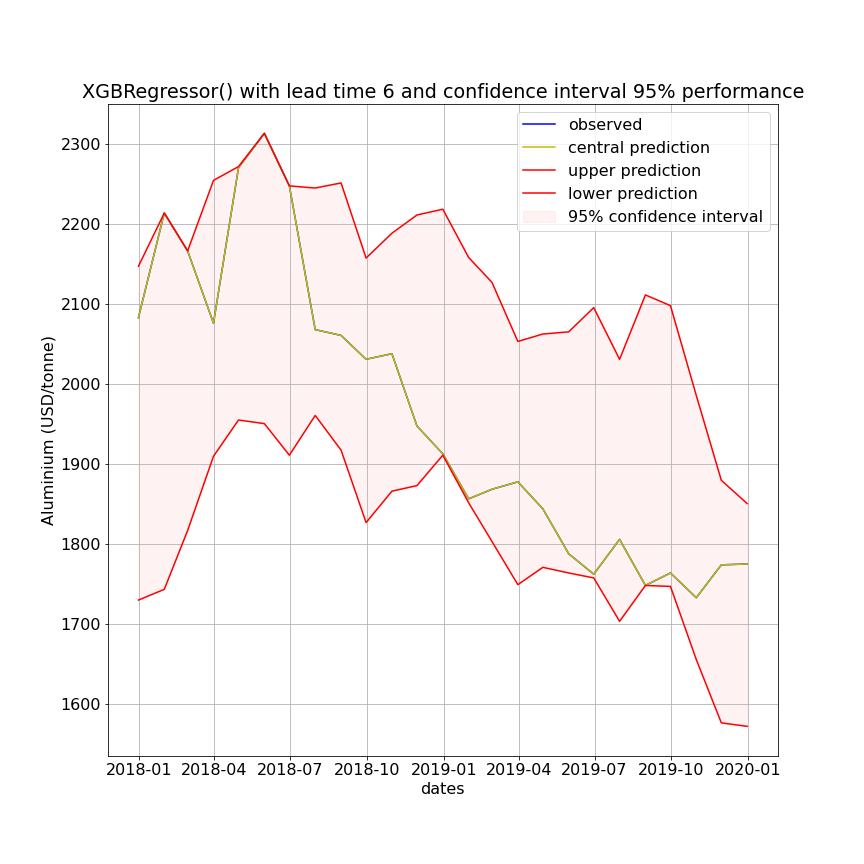 XGBRegressor() with lead time 6 and confidence interval 95% performance
observed
central prediction
upper prediction
lower prediction
95% confidence interval
Aluminium (USD/tonne)
2300
2200
2100
2000
1900
1800
1700
1600
2018-01 2018-04 2018-07 2018-10 2019-01 2019-04 2019-07 2019-10 2020-01
dates